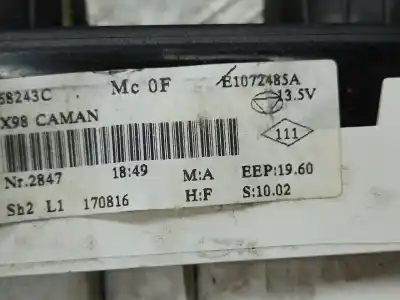 58243C Mc 0F E1072485A
X98 CAMAN 13.5V
111
Nr.2847 18:49 M:A EEP:19.60
Sh2 L1 170816 H:F S:10.02